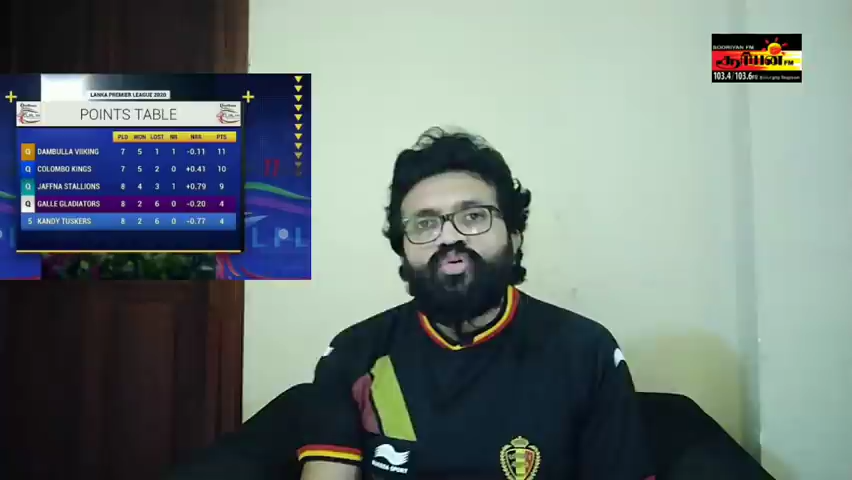 LANKA PREMIER LEAGUE 2020
POINTS TABLE
PLD WON LOST NR NRR PTS
Q DAMBULLA VIIKING 7 5 1 1 -0.11 11
Q COLOMBO KINGS 7 5 2 0 +0.41 10
Q JAFFNA STALLIONS 8 4 3 1 +0.79 9
Q GALLE GLADIATORS 8 2 6 0 -0.20 4
5 KANDY TUSKERS 8 2 6 0 -0.77 4
LPL
SOORIYAN FM
சூரியன் FM
103.4 / 103.6
SPORT